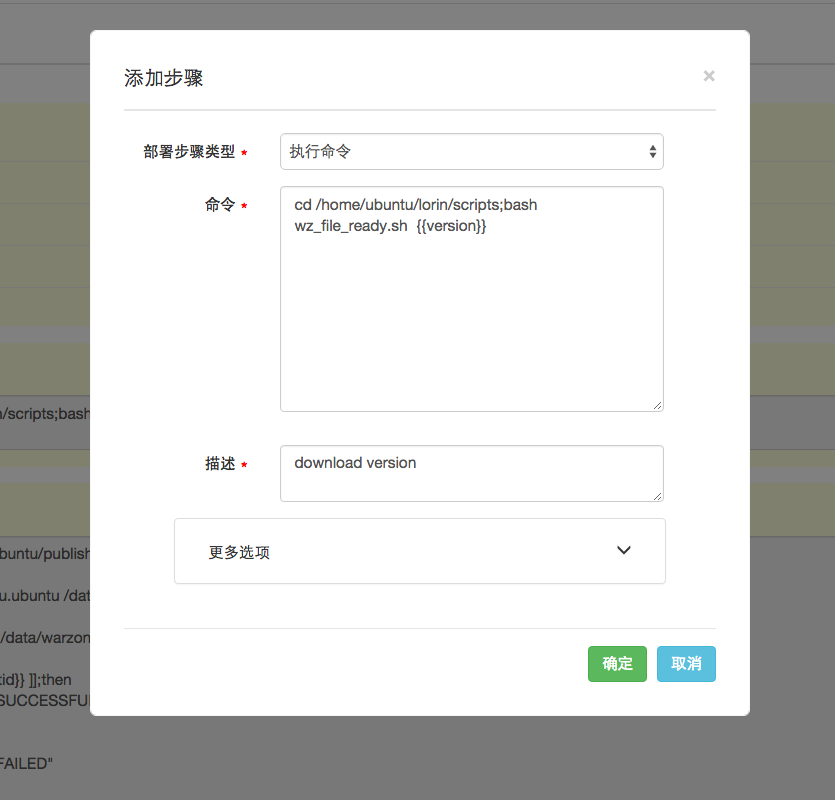 添加步骤
×
部署步骤类型 *
执行命令
命令 *
cd /home/ubuntu/lorin/scripts;bash
wz_file_ready.sh  {{version}}
描述 *
download version
更多选项
确定
取消
/scripts;bash
buntu/publish
u.ubuntu /dat
/data/warzon
tid}} ]];then
SUCCESSFU
FAILED"